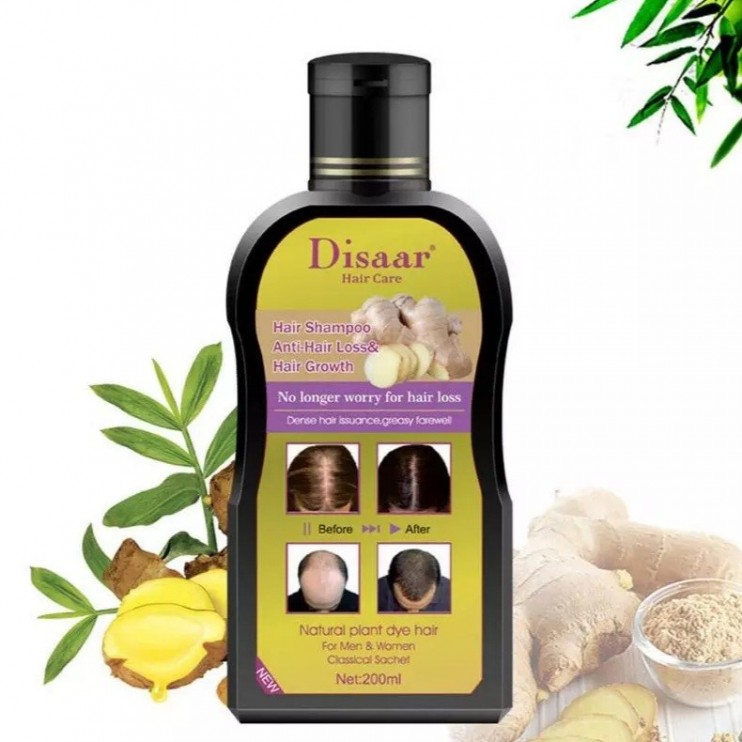 Disaar®
Hair Care
Hair Shampoo
Anti-Hair Loss&
Hair Growth
No longer worry for hair loss
Dense hair issuance,greasy farewell
Before
After
Natural plant dye hair
For Men & Women
Classical Sachet
Net:200ml
NEW